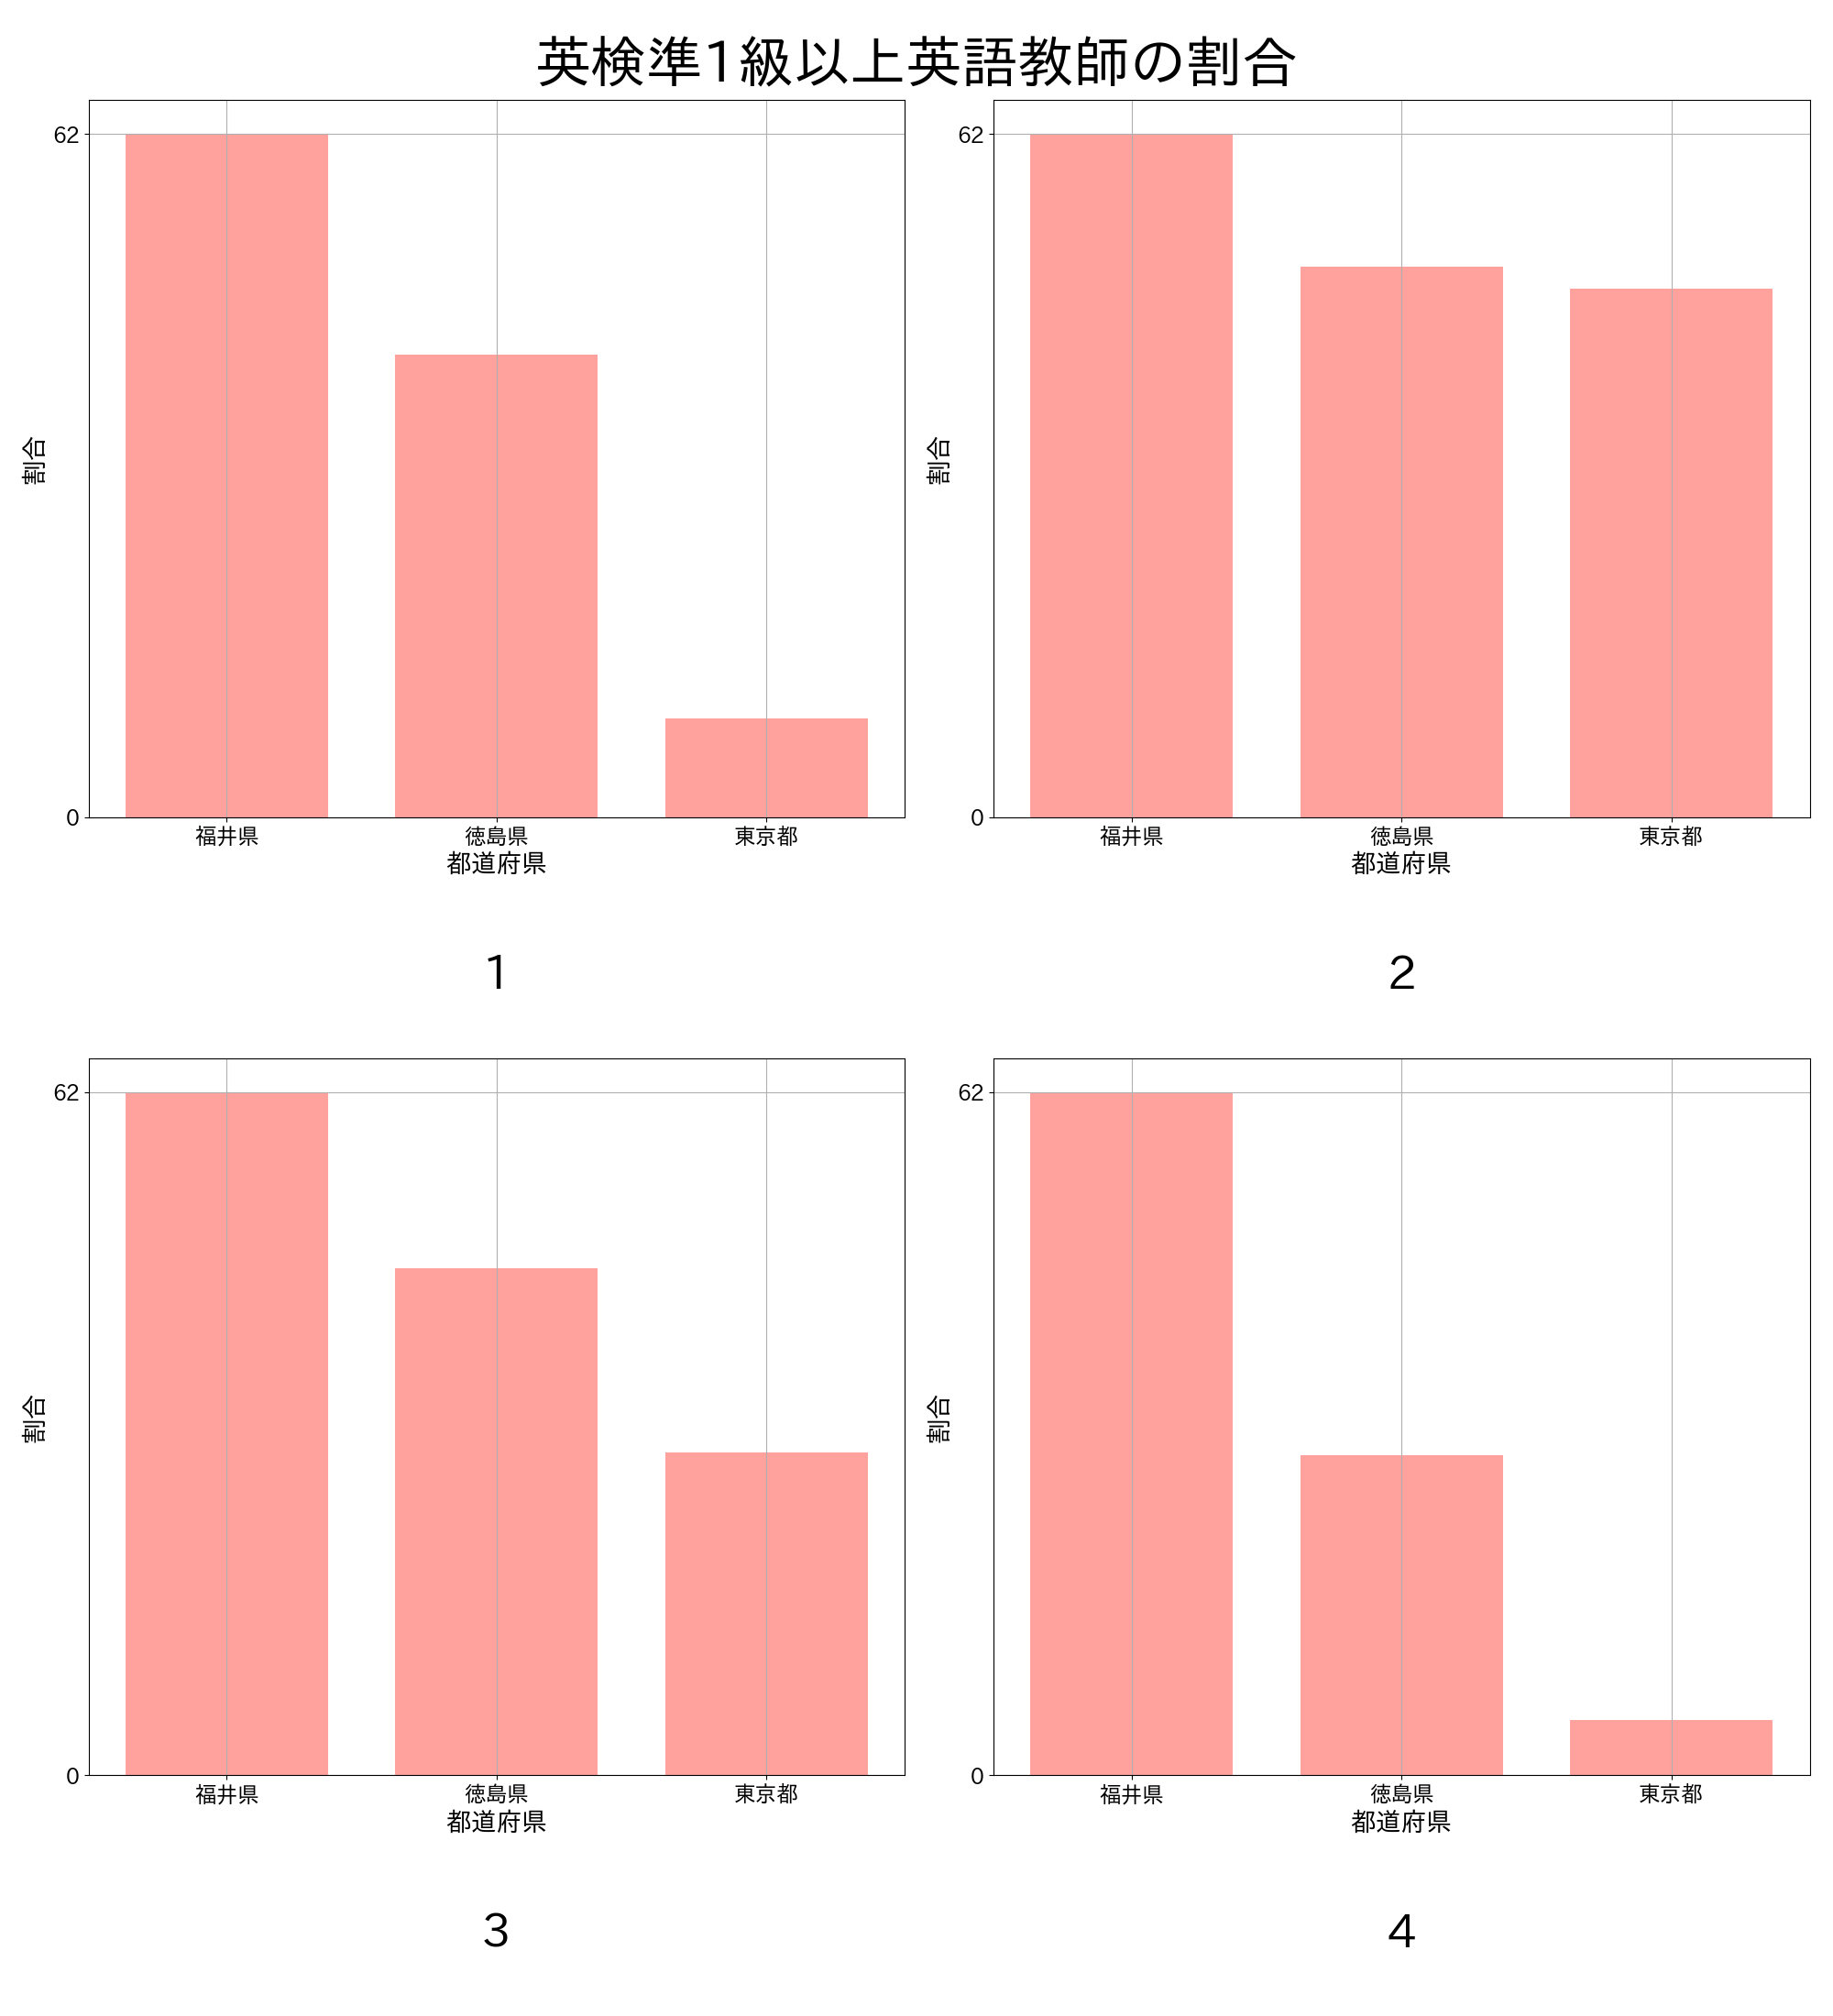 英検準1級以上英語教師の割合
62
0
割合
福井県 徳島県 東京都
都道府県
1
62
0
割合
福井県 徳島県 東京都
都道府県
2
62
0
割合
福井県 徳島県 東京都
都道府県
3
62
0
割合
福井県 徳島県 東京都
都道府県
4